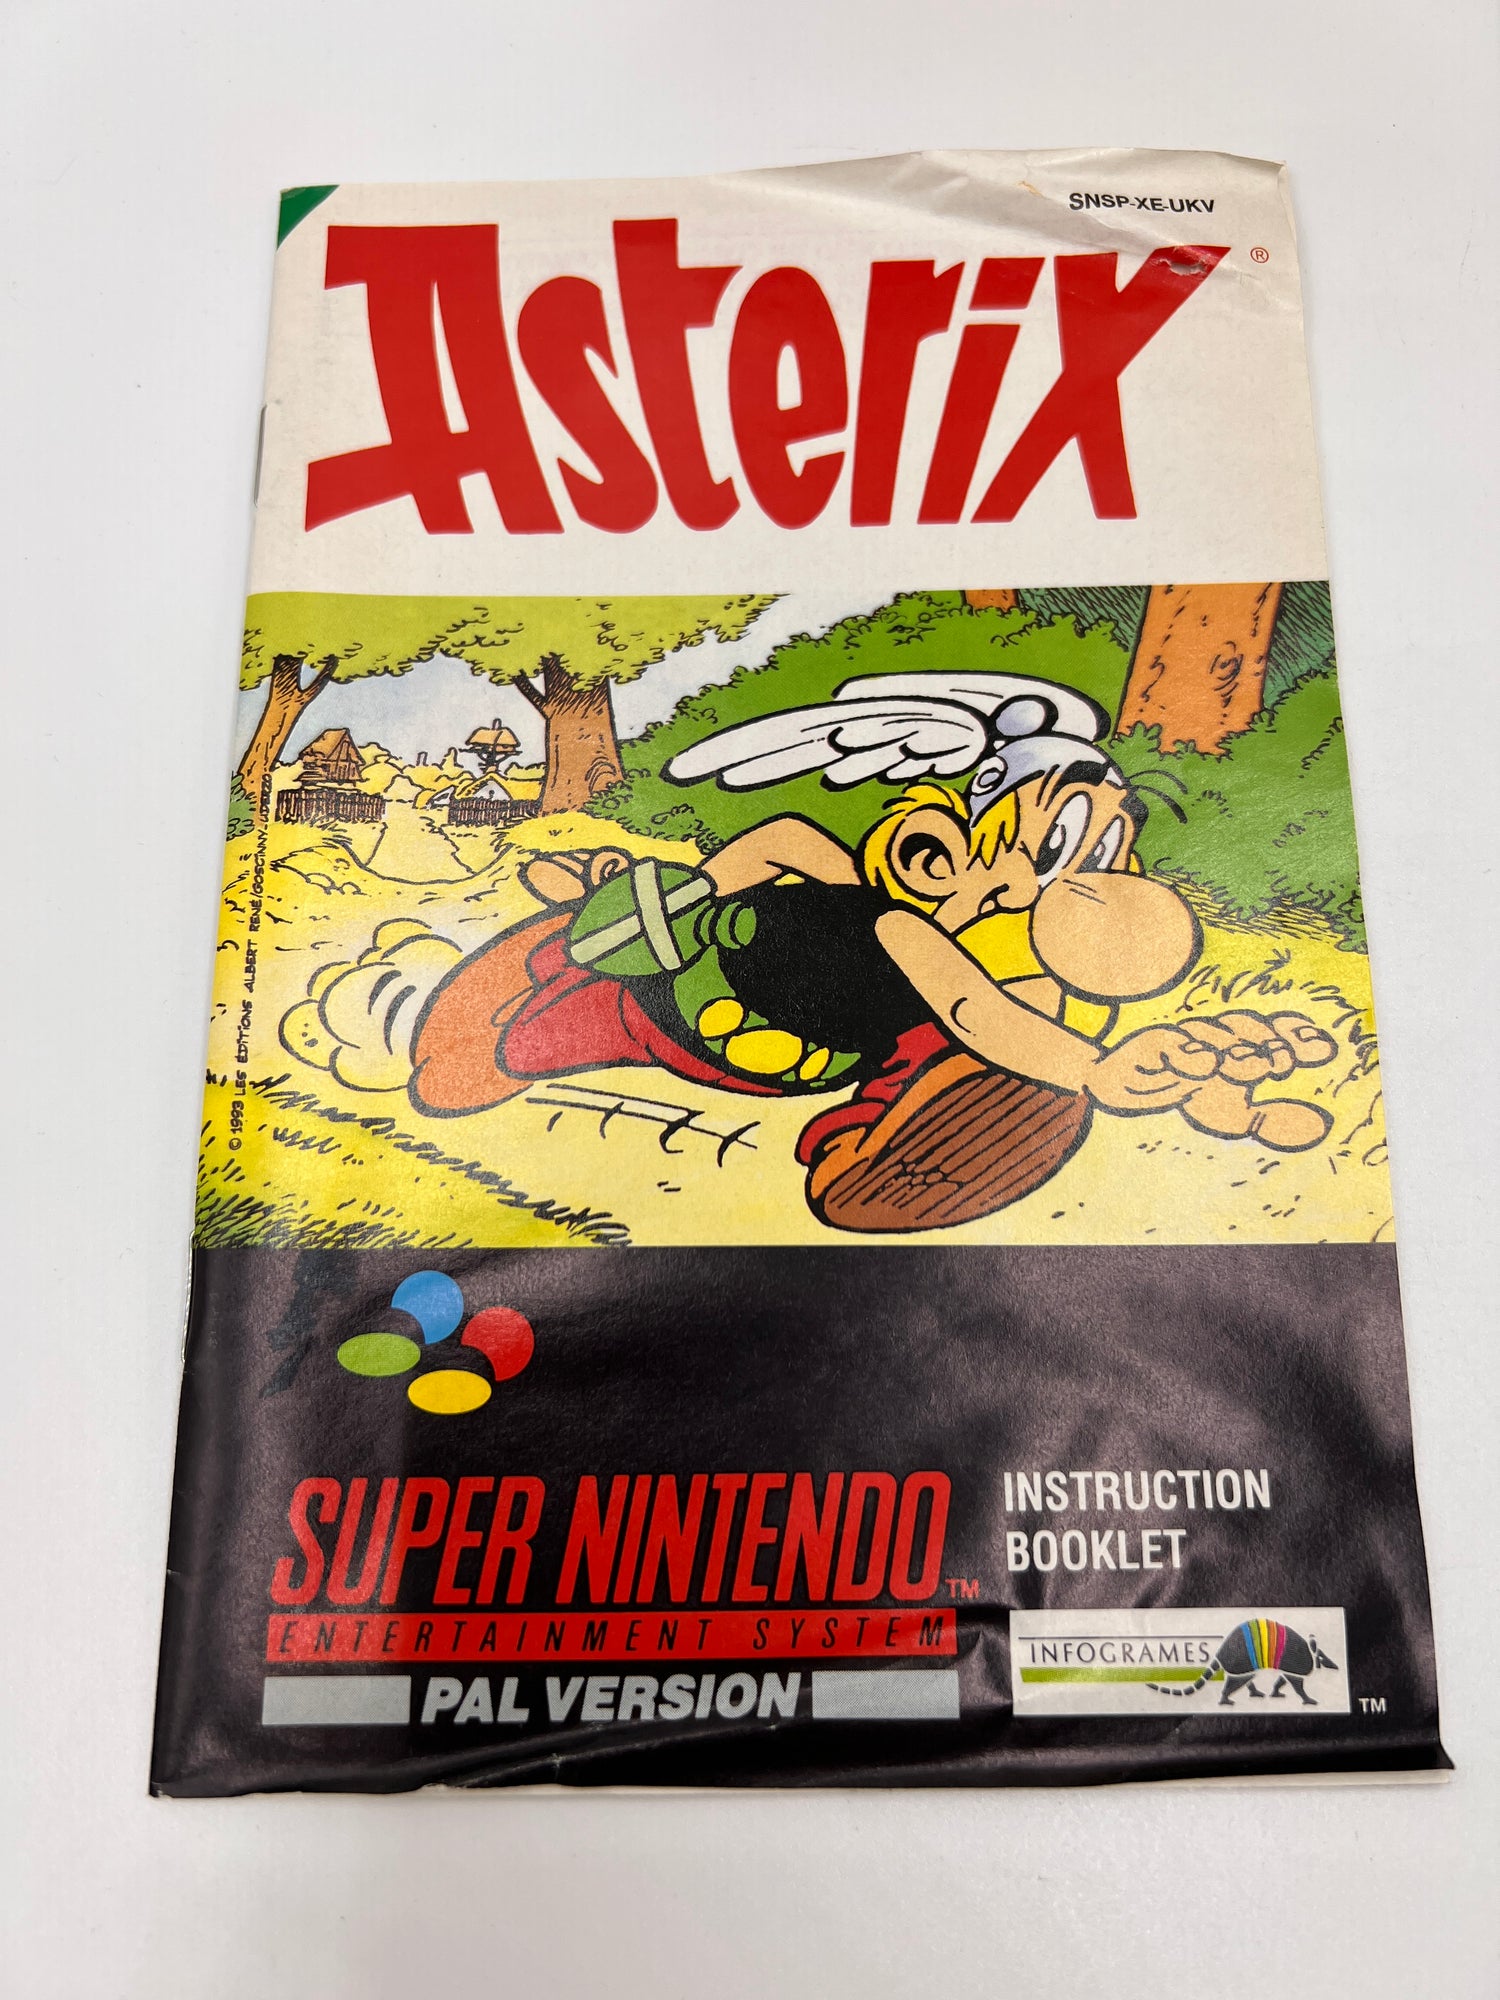 SNSP-XE-UKV
Asterix ®
© 1993 LES ÉDITIONS ALBERT RENÉ/GOSCINNY-UDERZO
SUPER NINTENDO TM
ENTERTAINMENT SYSTEM
PAL VERSION
INSTRUCTION
BOOKLET
INFOGRAMES TM